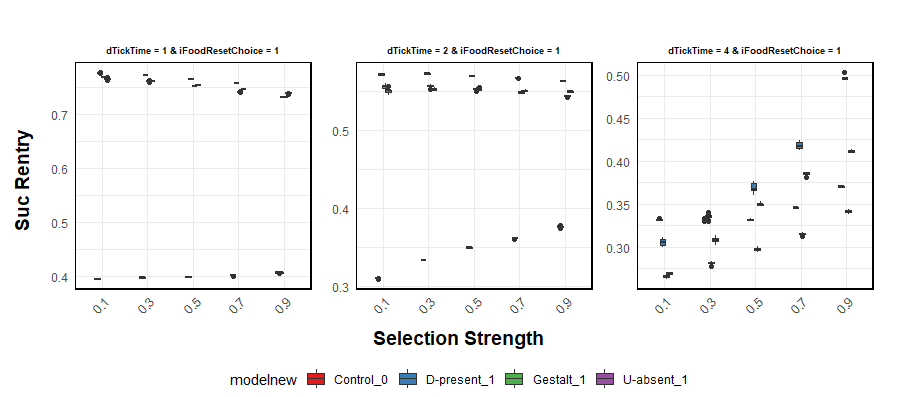 dTickTime = 1 & iFoodResetChoice = 1
dTickTime = 2 & iFoodResetChoice = 1
dTickTime = 4 & iFoodResetChoice = 1
Suc Rentry
0.7
0.6
0.5
0.4
0.1 0.3 0.5 0.7 0.9
0.5
0.4
0.3
0.1 0.3 0.5 0.7 0.9
0.50
0.45
0.40
0.35
0.30
0.1 0.3 0.5 0.7 0.9
Selection Strength
modelnew Control_0 D-present_1 Gestalt_1 U-absent_1